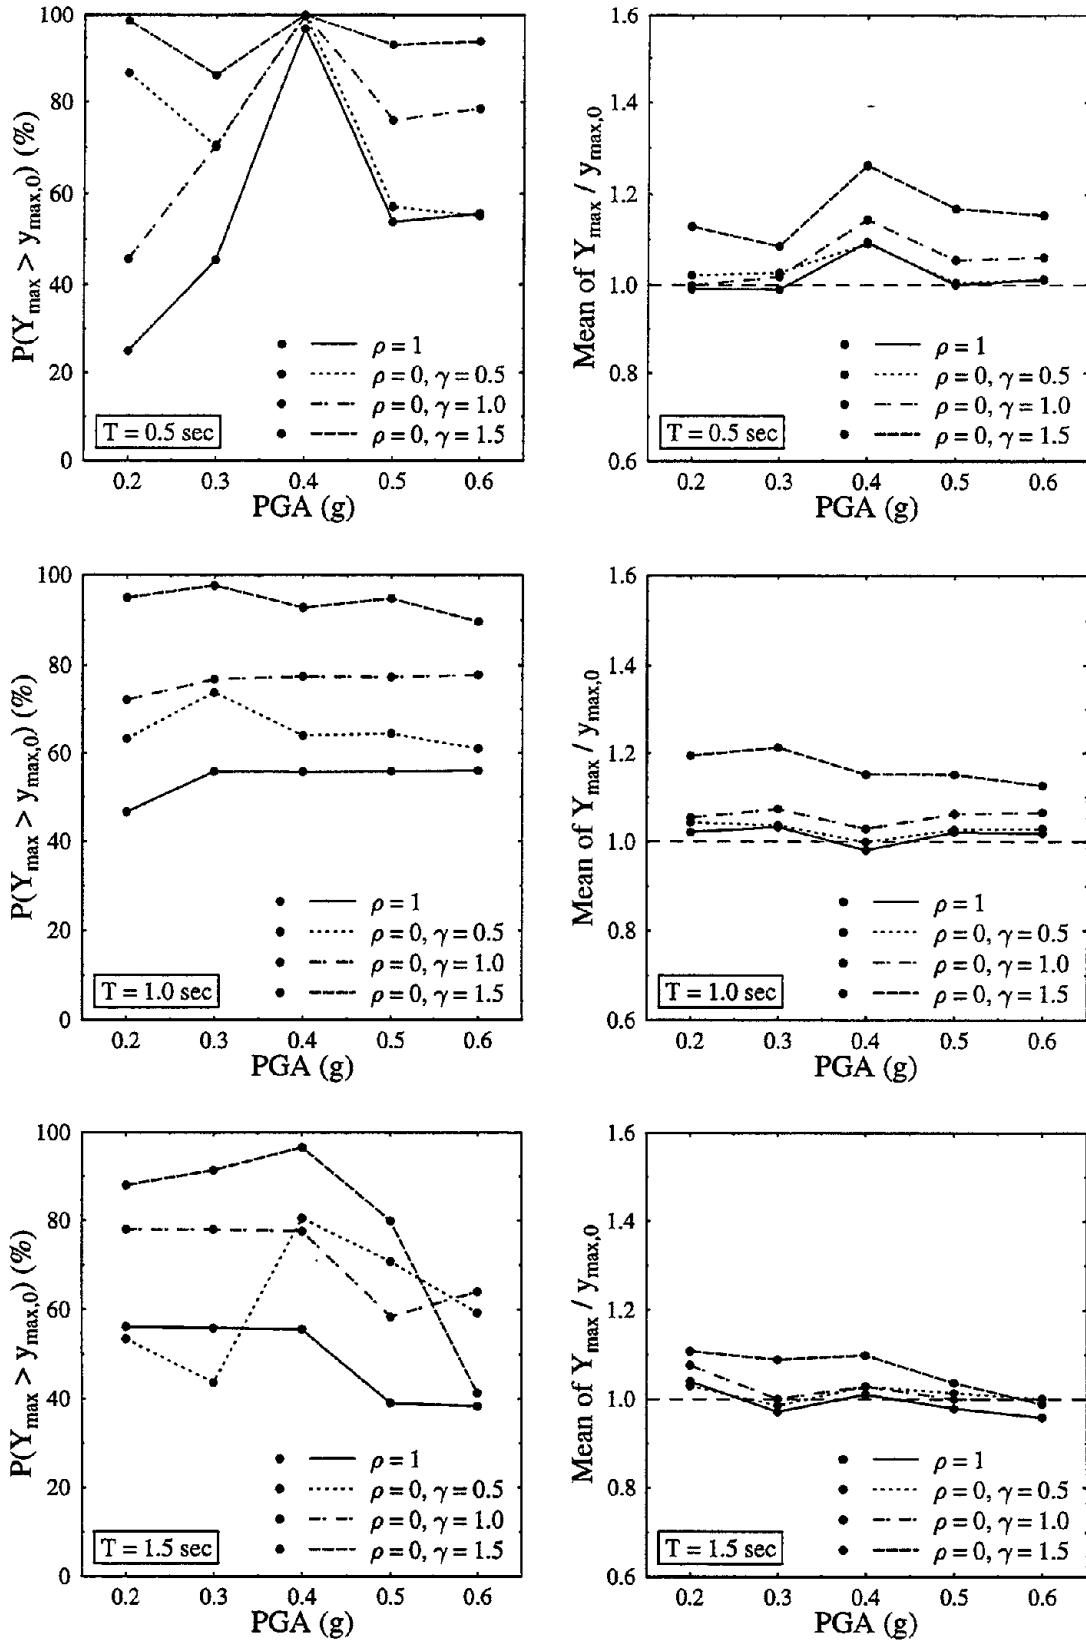 100
80
60
40
20
0
P(Y_max > y_max,0) (%)
ρ = 1
ρ = 0, γ = 0.5
ρ = 0, γ = 1.0
ρ = 0, γ = 1.5
T = 0.5 sec
0.2 0.3 0.4 0.5 0.6
PGA (g)
1.6
1.4
1.2
1.0
0.8
0.6
Mean of Y_max / y_max,0
ρ = 1
ρ = 0, γ = 0.5
ρ = 0, γ = 1.0
ρ = 0, γ = 1.5
T = 0.5 sec
0.2 0.3 0.4 0.5 0.6
PGA (g)
100
80
60
40
20
0
P(Y_max > y_max,0) (%)
ρ = 1
ρ = 0, γ = 0.5
ρ = 0, γ = 1.0
ρ = 0, γ = 1.5
T = 1.0 sec
0.2 0.3 0.4 0.5 0.6
PGA (g)
1.6
1.4
1.2
1.0
0.8
0.6
Mean of Y_max / y_max,0
ρ = 1
ρ = 0, γ = 0.5
ρ = 0, γ = 1.0
ρ = 0, γ = 1.5
T = 1.0 sec
0.2 0.3 0.4 0.5 0.6
PGA (g)
100
80
60
40
20
0
P(Y_max > y_max,0) (%)
ρ = 1
ρ = 0, γ = 0.5
ρ = 0, γ = 1.0
ρ = 0, γ = 1.5
T = 1.5 sec
0.2 0.3 0.4 0.5 0.6
PGA (g)
1.6
1.4
1.2
1.0
0.8
0.6
Mean of Y_max / y_max,0
ρ = 1
ρ = 0, γ = 0.5
ρ = 0, γ = 1.0
ρ = 0, γ = 1.5
T = 1.5 sec
0.2 0.3 0.4 0.5 0.6
PGA (g)